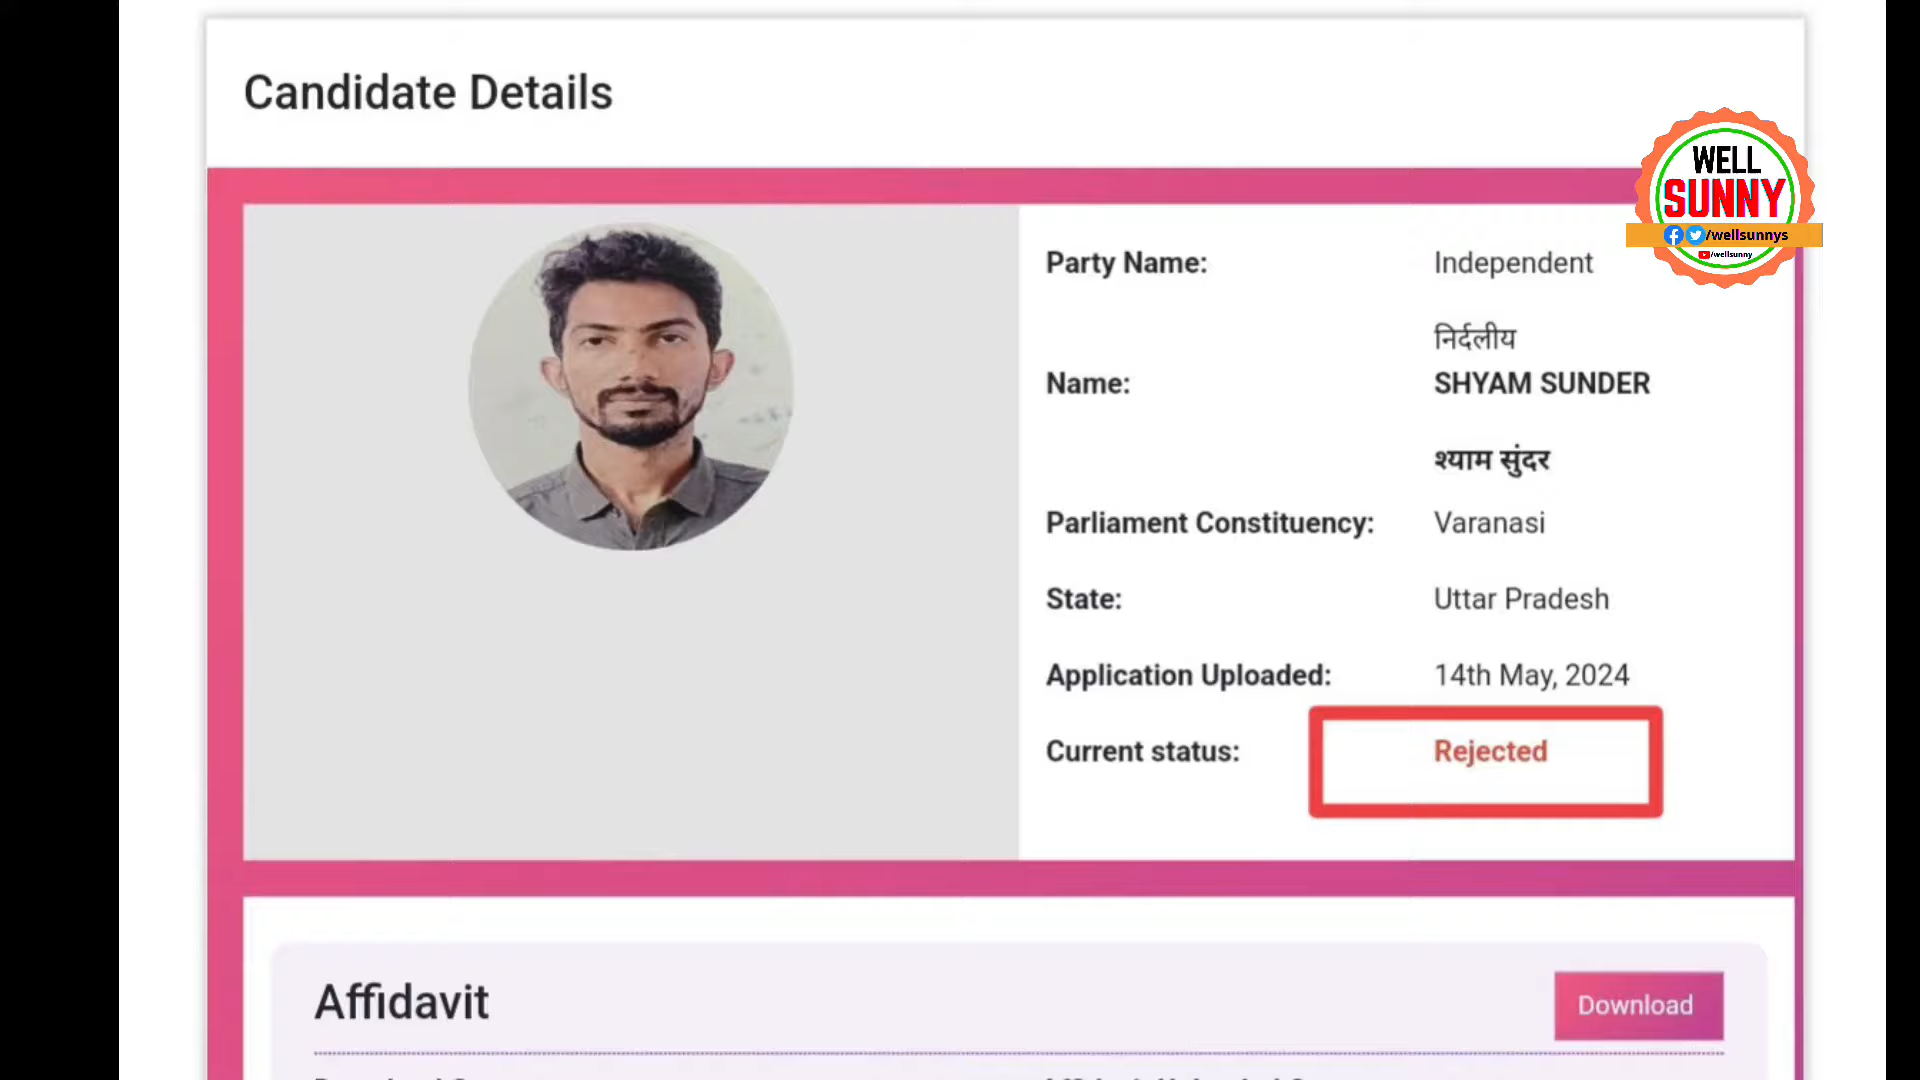 Candidate Details
WELL
SUNNY
/wellsunnys
/wellsunny
Party Name: Independent
निर्दलीय
Name: SHYAM SUNDER
श्याम सुंदर
Parliament Constituency: Varanasi
State: Uttar Pradesh
Application Uploaded: 14th May, 2024
Current status: Rejected
Affidavit
Download